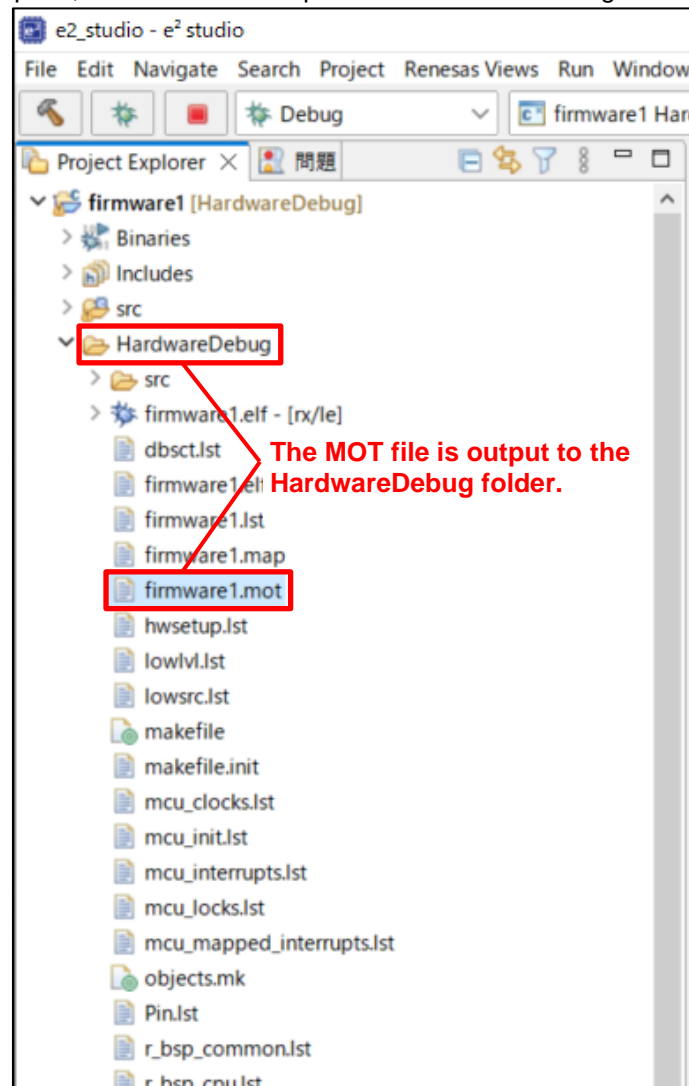 e2_studio - e² studio
File Edit Navigate Search Project Renesas Views Run Window
Debug firmware1 Har
Project Explorer 問題
firmware1 [HardwareDebug]
Binaries
Includes
src
HardwareDebug
src
firmware1.elf - [rx/le]
dbsct.lst
The MOT file is output to the
HardwareDebug folder.
firmware1.lst
firmware1.map
firmware1.mot
hwsetup.lst
lowlvl.lst
lowsrc.lst
makefile
makefile.init
mcu_clocks.lst
mcu_init.lst
mcu_interrupts.lst
mcu_locks.lst
mcu_mapped_interrupts.lst
objects.mk
Pin.lst
r_bsp_common.lst
r_bsp_cpu.lst